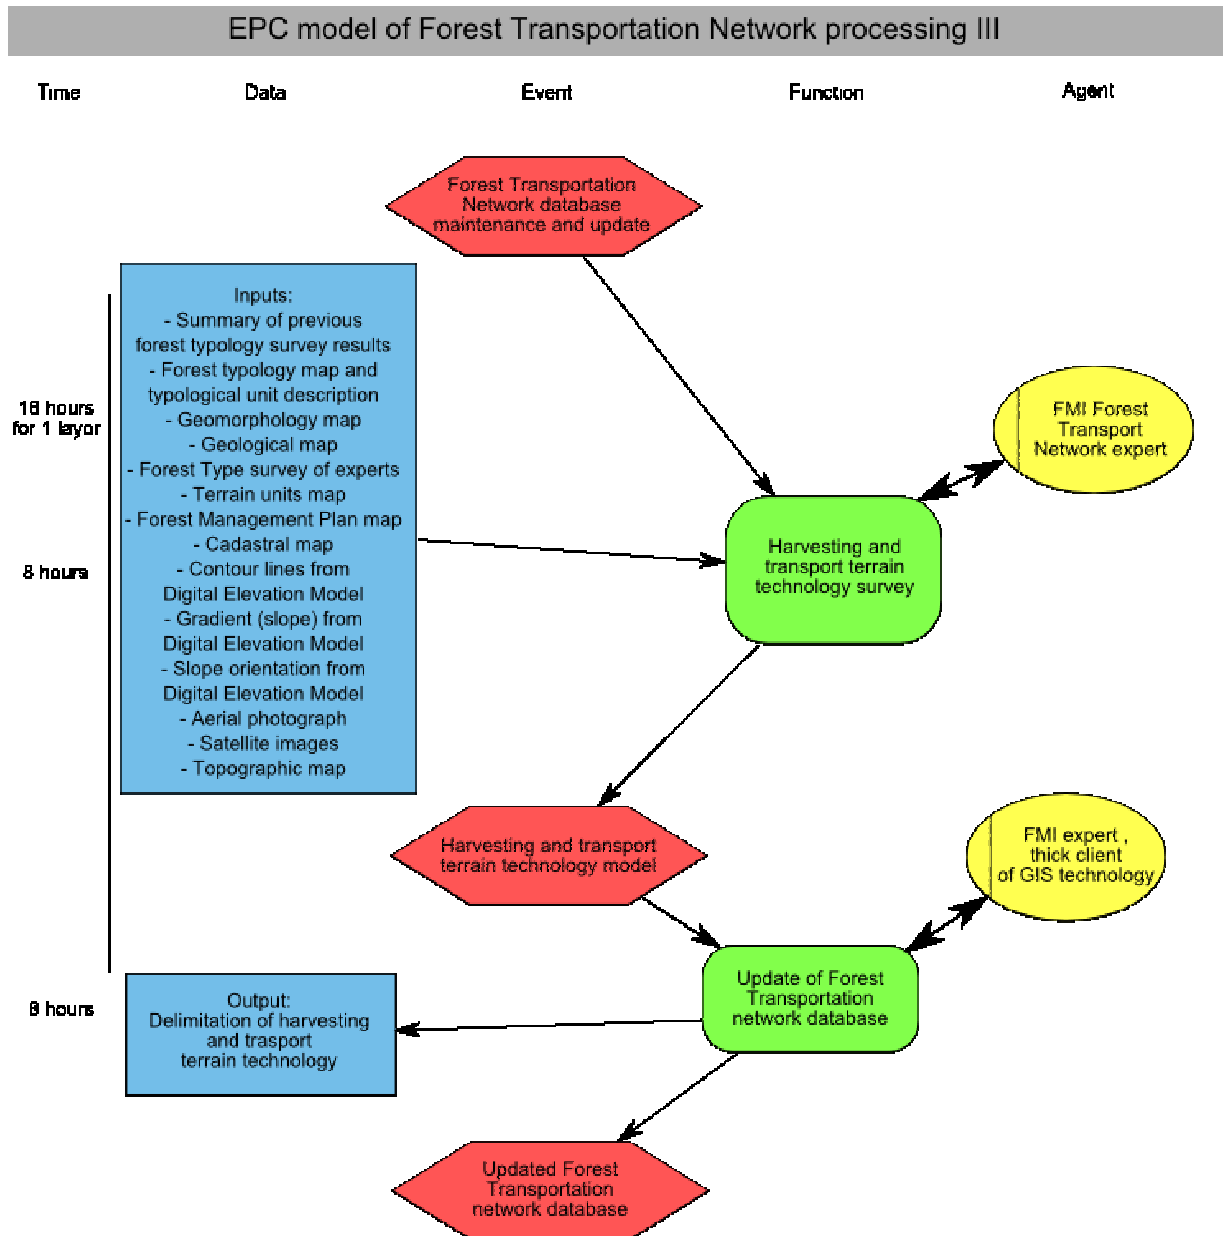 EPC model of Forest Transportation Network processing III
Time
Data
Event
Function
Agent
Forest Transportation
Network database
maintenance and update
Inputs:
- Summary of previous
forest typology survey results
- Forest typology map and
typological unit description
- Geomorphology map
- Geological map
- Forest Type survey of experts
- Terrain units map
- Forest Management Plan map
- Cadastral map
- Contour lines from
Digital Elevation Model
- Gradient (slope) from
Digital Elevation Model
- Slope orientation from
Digital Elevation Model
- Aerial photograph
- Satellite images
- Topographic map
hours
for 1 layor
FMI Forest
Transport
Network expert
hours
Harvesting and
transport terrain
technology survey
Harvesting and transport
terrain technology model
FMI expert ,
thick client
of GIS technology
hours
Output:
Delimitation of harvesting
and trasport
terrain technology
Update of Forest
Transportation
network database
Updated Forest
Transportation
network database